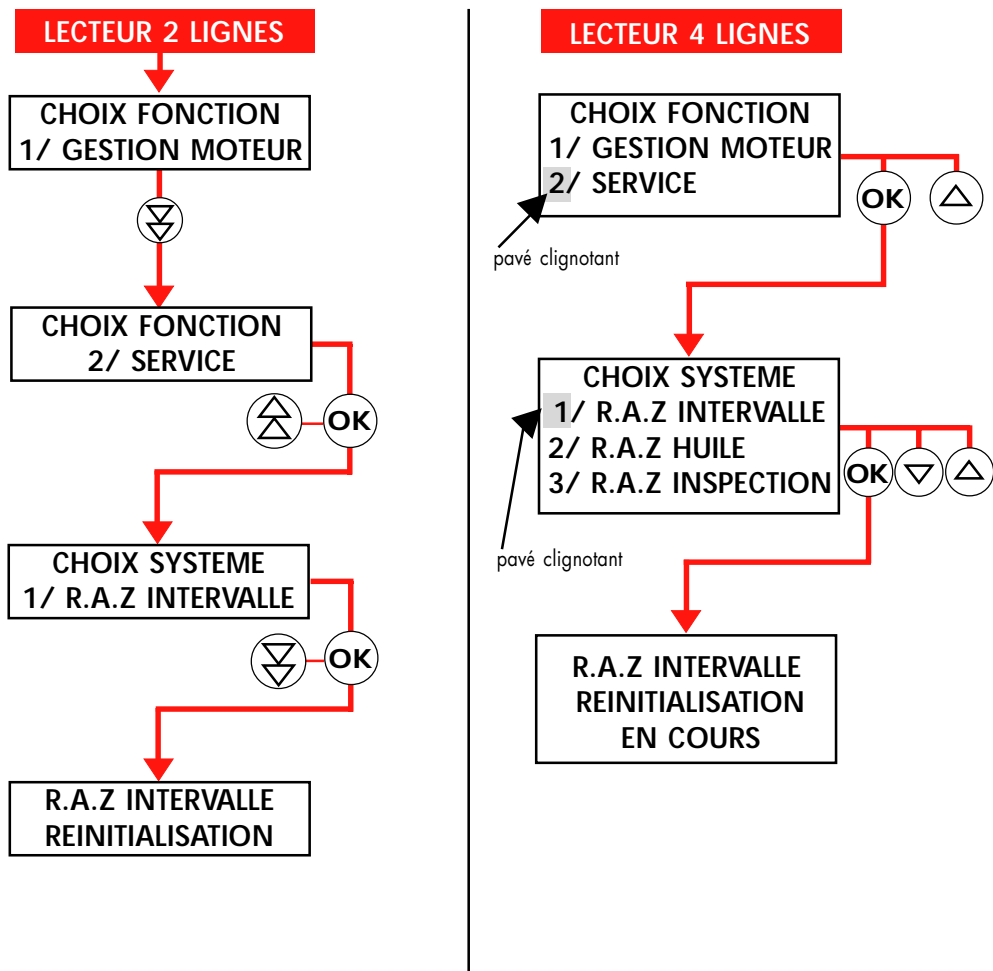 LECTEUR 2 LIGNES
CHOIX FONCTION
1/ GESTION MOTEUR
CHOIX FONCTION
2/ SERVICE
OK
CHOIX SYSTEME
1/ R.A.Z INTERVALLE
OK
R.A.Z INTERVALLE
REINITIALISATION
LECTEUR 4 LIGNES
CHOIX FONCTION
1/ GESTION MOTEUR
2/ SERVICE
OK
pavé clignotant
CHOIX SYSTEME
1/ R.A.Z INTERVALLE
2/ R.A.Z HUILE
3/ R.A.Z INSPECTION
OK
pavé clignotant
R.A.Z INTERVALLE
REINITIALISATION
EN COURS